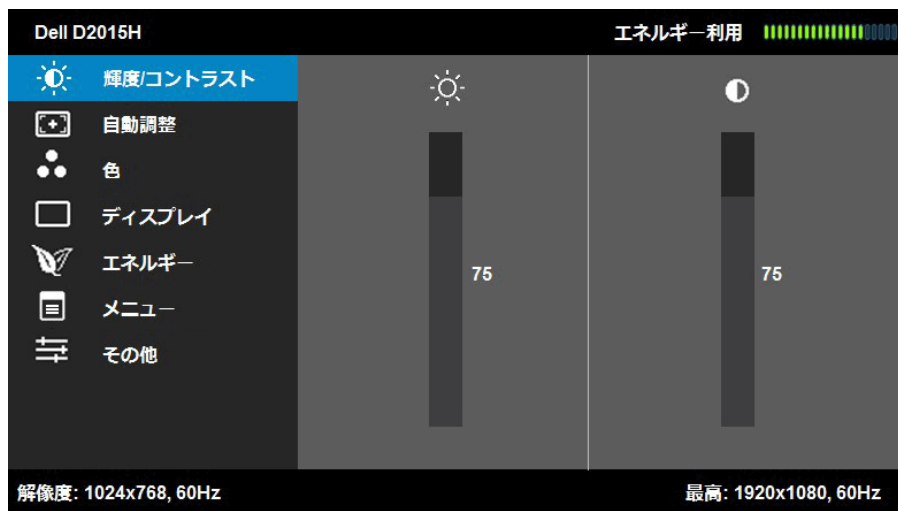 Dell D2015H
エネルギー利用
輝度/コントラスト
自動調整
色
ディスプレイ
エネルギー
メニュー
その他
75
75
解像度: 1024x768, 60Hz
最高: 1920x1080, 60Hz